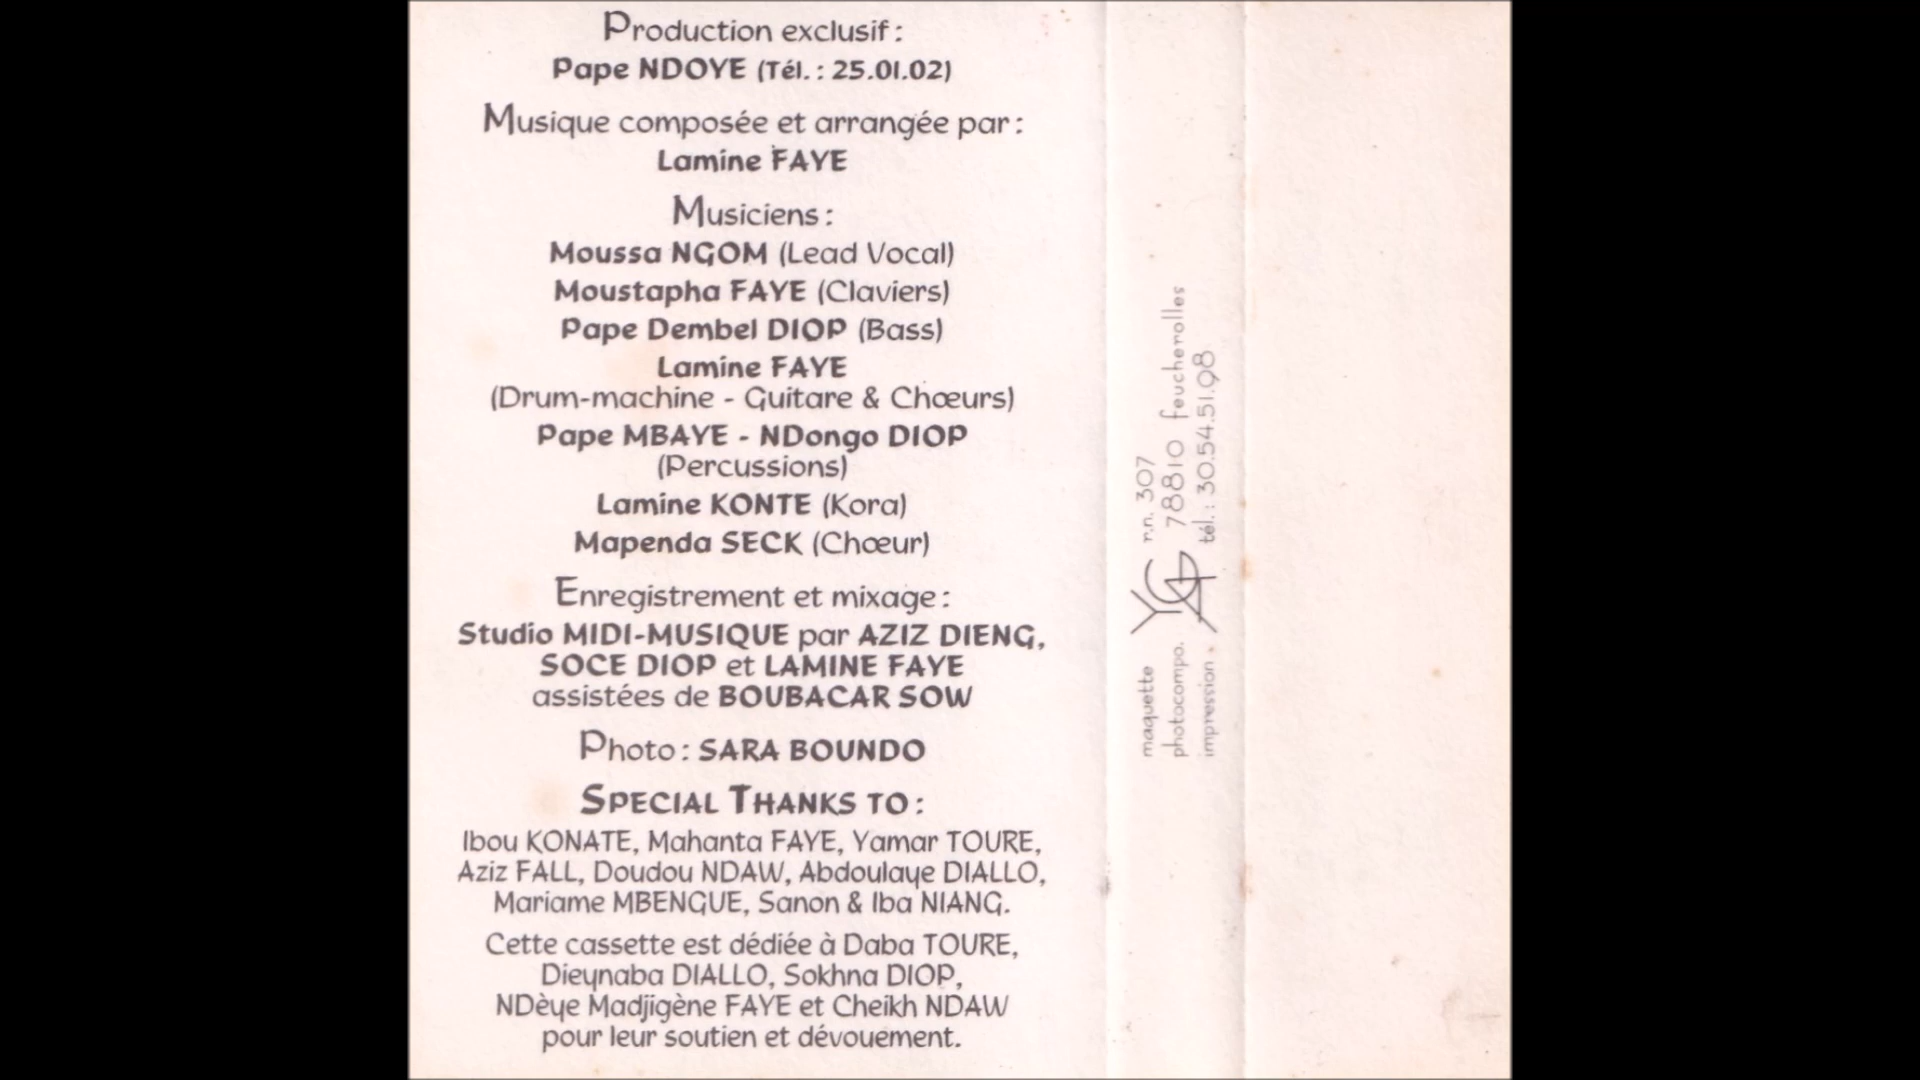 Production exclusif :
Pape NDOYE (Tél. : 25.01.02)
Musique composée et arrangée par :
Lamine FAYE
Musiciens :
Moussa NGOM (Lead Vocal)
Moustapha FAYE (Claviers)
Pape Dembel DIOP (Bass)
Lamine FAYE
(Drum-machine - Guitare & Chœurs)
Pape MBAYE - NDongo DIOP
(Percussions)
Lamine KONTE (Kora)
Mapenda SECK (Chœur)
Enregistrement et mixage :
Studio MIDI-MUSIQUE par AZIZ DIENG,
SOCE DIOP et LAMINE FAYE
assistées de BOUBACAR SOW
Photo : SARA BOUNDO
SPECIAL THANKS TO :
Ibou KONATE, Mahanta FAYE, Yamar TOURE,
Aziz FALL, Doudou NDAW, Abdoulaye DIALLO,
Mariame MBENGUE, Sanon & Iba NIANG.
Cette cassette est dédiée à Daba TOURE,
Dieynaba DIALLO, Sokhna DIOP,
NDèye Madjigène FAYE et Cheikh NDAW
pour leur soutien et dévouement.
maquette
photocompo.
impression.
r.n. 307
78810 feucherolles
tél.: 30.54.51.98